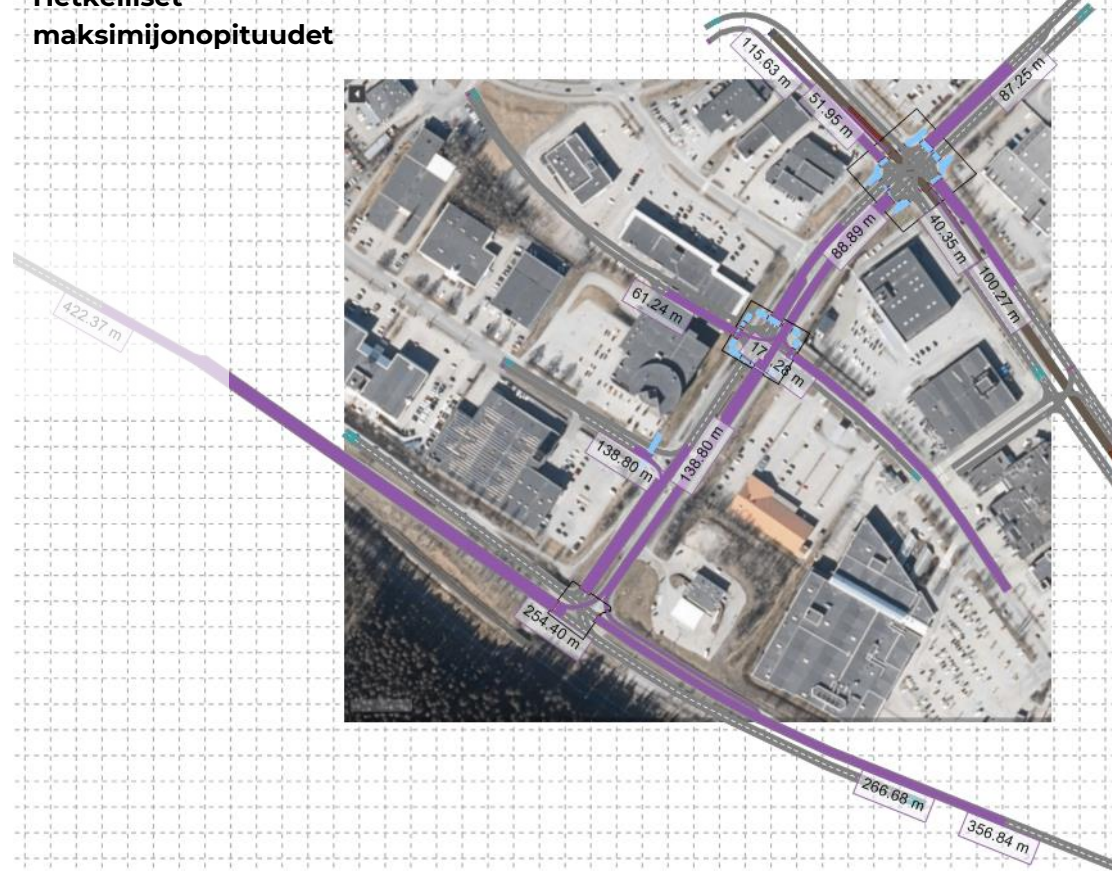 Hetkelliset
maksimijonopituudet
115.63 m
51.95 m
87.25 m
88.89 m
40.35 m
100.27 m
61.24 m
422.37 m
138.80 m
138.80 m
254.40 m
266.68 m
356.84 m